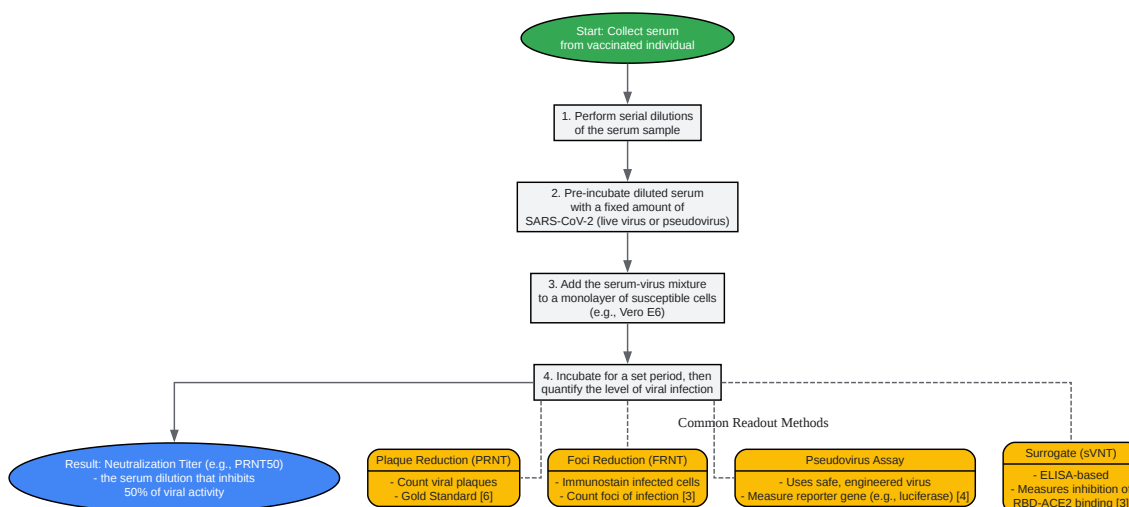 Start: Collect serum
from vaccinated individual
1. Perform serial dilutions
of the serum sample
2. Pre-incubate diluted serum
with a fixed amount of
SARS-CoV-2 (live virus or pseudovirus)
3. Add the serum-virus mixture
to a monolayer of susceptible cells
(e.g., Vero E6)
4. Incubate for a set period, then
quantify the level of viral infection
Common Readout Methods
Result: Neutralization Titer (e.g., PRNT50)
- the serum dilution that inhibits
50% of viral activity
Plaque Reduction (PRNT)
- Count viral plaques
- Gold Standard [6]
Foci Reduction (FRNT)
- Immunostain infected cells
- Count foci of infection [3]
Pseudovirus Assay
- Uses safe, engineered virus
- Measure reporter gene (e.g., luciferase) [4]
Surrogate (sVNT)
- ELISA-based
- Measures inhibition of
RBD-ACE2 binding [3]